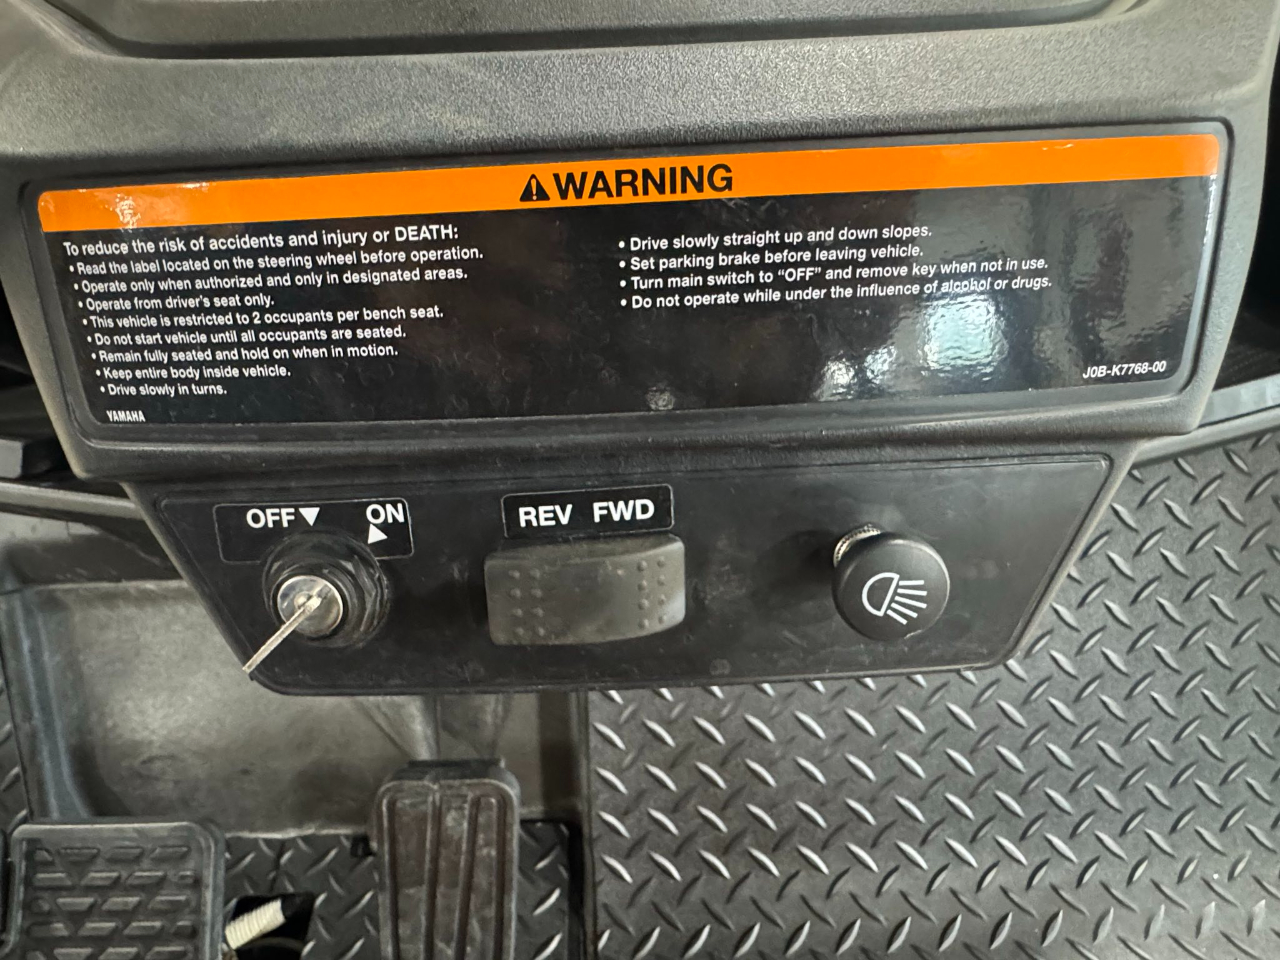 WARNING
To reduce the risk of accidents and injury or DEATH:
• Read the label located on the steering wheel before operation.
• Operate only when authorized and only in designated areas.
• Operate from driver's seat only.
• This vehicle is restricted to 2 occupants per bench seat.
• Do not start vehicle until all occupants are seated.
• Remain fully seated and hold on when in motion.
• Keep entire body inside vehicle.
• Drive slowly in turns.
• Drive slowly straight up and down slopes.
• Set parking brake before leaving vehicle.
• Turn main switch to “OFF” and remove key when not in use.
• Do not operate while under the influence of alcohol or drugs.
YAMAHA
J0B-K7768-00
OFF ON
REV FWD